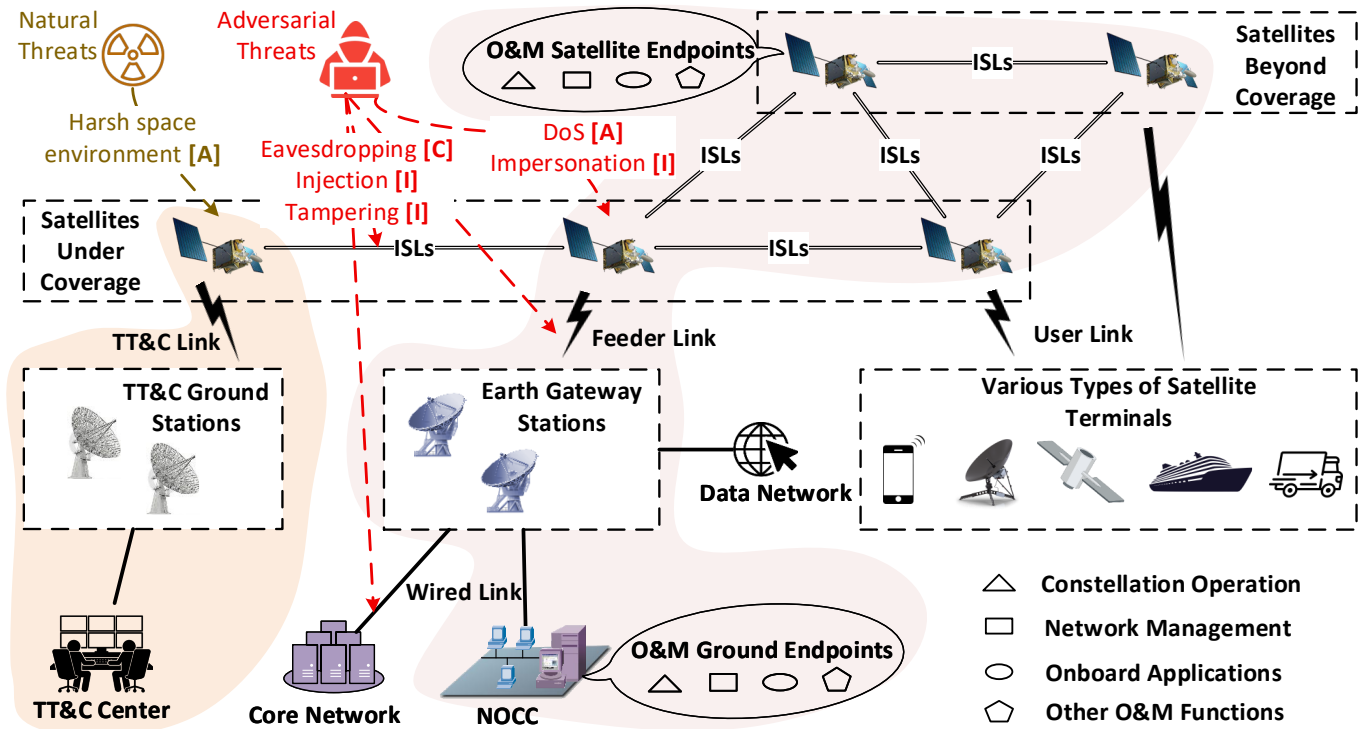 Natural
Threats
Adversarial
Threats
O&M Satellite Endpoints
ISLs
Satellites
Beyond
Coverage
Harsh space
environment [A]
Eavesdropping [C]
Injection [I]
Tampering [I]
DoS [A]
Impersonation [I]
ISLs
ISLs
ISLs
Satellites
Under
Coverage
ISLs
ISLs
TT&C Link
Feeder Link
User Link
TT&C Ground
Stations
Earth Gateway
Stations
Data Network
Various Types of Satellite
Terminals
Wired Link
TT&C Center
Core Network
NOCC
O&M Ground Endpoints
Constellation Operation
Network Management
Onboard Applications
Other O&M Functions